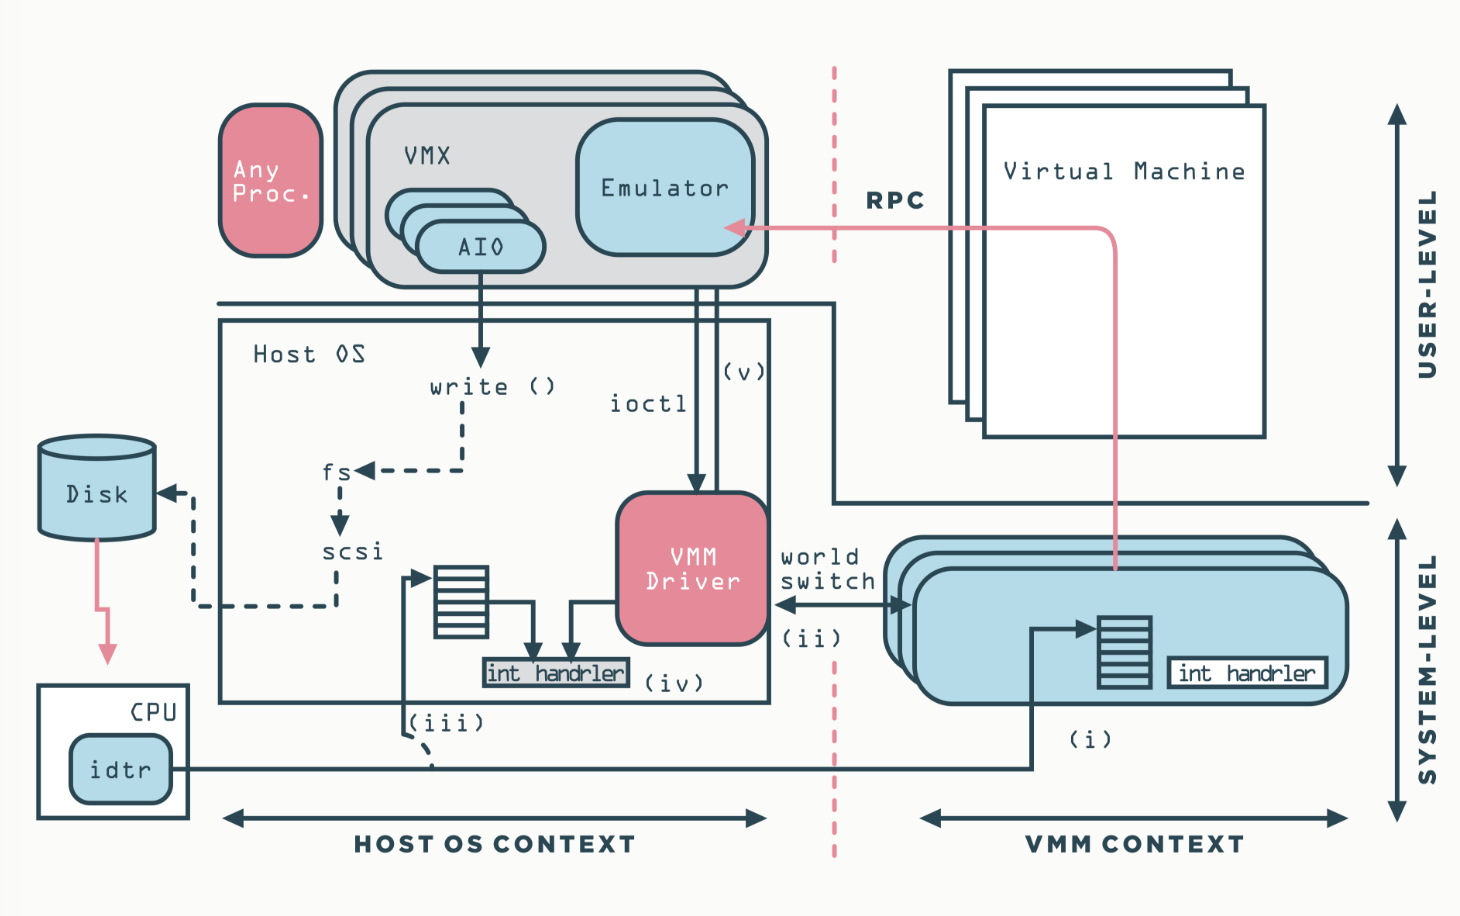 VMX
Emulator
Any
Proc.
AIO
RPC
Virtual Machine
USER-LEVEL
Host OS
write ()
ioctl
(v)
fs
scsi
Disk
VMM
Driver
world
switch
(ii)
int handrler
(iv)
int handrler
(iii)
(i)
CPU
idtr
SYSTEM-LEVEL
HOST OS CONTEXT
VMM CONTEXT